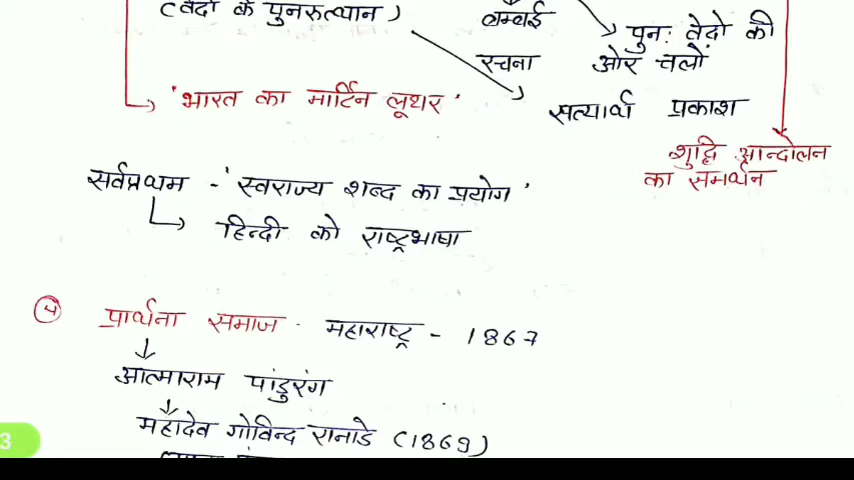 (वेदों के पुनरुत्थान)
बम्बई
पुनः वेदो की
रचना
ओर चलों
'भारत का मार्टिन लूथर'
सत्यार्थ प्रकाश
शुद्धि आन्दोलन
का समर्थन
सर्वप्रथम - 'स्वराज्य शब्द का प्रयोग'
हिन्दी को राष्ट्रभाषा
प्रार्थना समाज - महाराष्ट्र - 1867
आत्माराम पांडुरंग
महादेव गोविन्द रानाडे (1869)
3